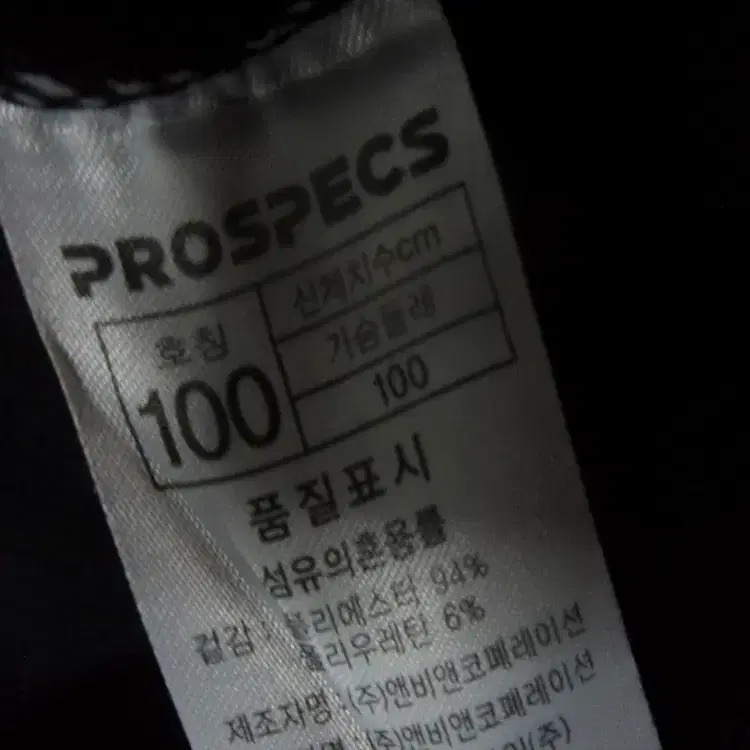 PROSPECS
호칭 신체치수cm
가슴둘레
100 100
품질표시
섬유의혼용률
겉감 : 폴리에스터 94%
폴리우레탄 6%
제조자명 :(주)앤비앤코페레이션
(주)앤비앤코페레이션
(주)